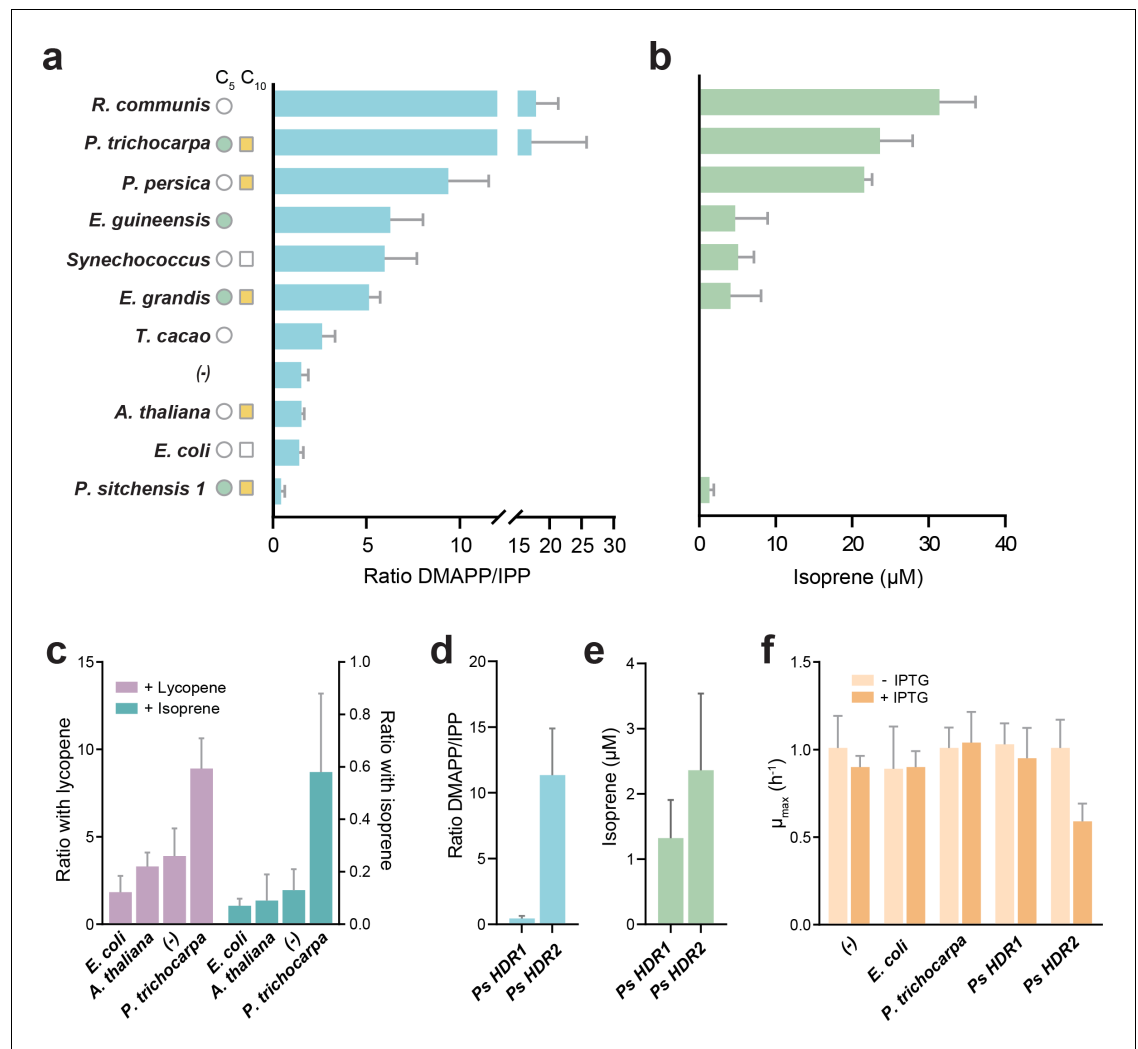 a
C5 C10
R. communis
P. trichocarpa
P. persica
E. guineensis
Synechococcus
E. grandis
T. cacao
(-)
A. thaliana
E. coli
P. sitchensis 1
0 5 10 15 20 25 30
Ratio DMAPP/IPP
b
0 10 20 30 40
Isoprene (µM)
c
15
10
5
0
Ratio with lycopene
+ Lycopene
+ Isoprene
1.0
0.8
0.6
0.4
0.2
0.0
Ratio with isoprene
E. coli
A. thaliana
(-)
P. trichocarpa
E. coli
A. thaliana
(-)
P. trichocarpa
d
20
15
10
5
0
Ratio DMAPP/IPP
Ps HDR1
Ps HDR2
e
4
3
2
1
0
Isoprene (µM)
Ps HDR1
Ps HDR2
f
1.5
1.0
0.5
0.0
µmax (h-1)
- IPTG
+ IPTG
(-)
E. coli
P. trichocarpa
Ps HDR1
Ps HDR2